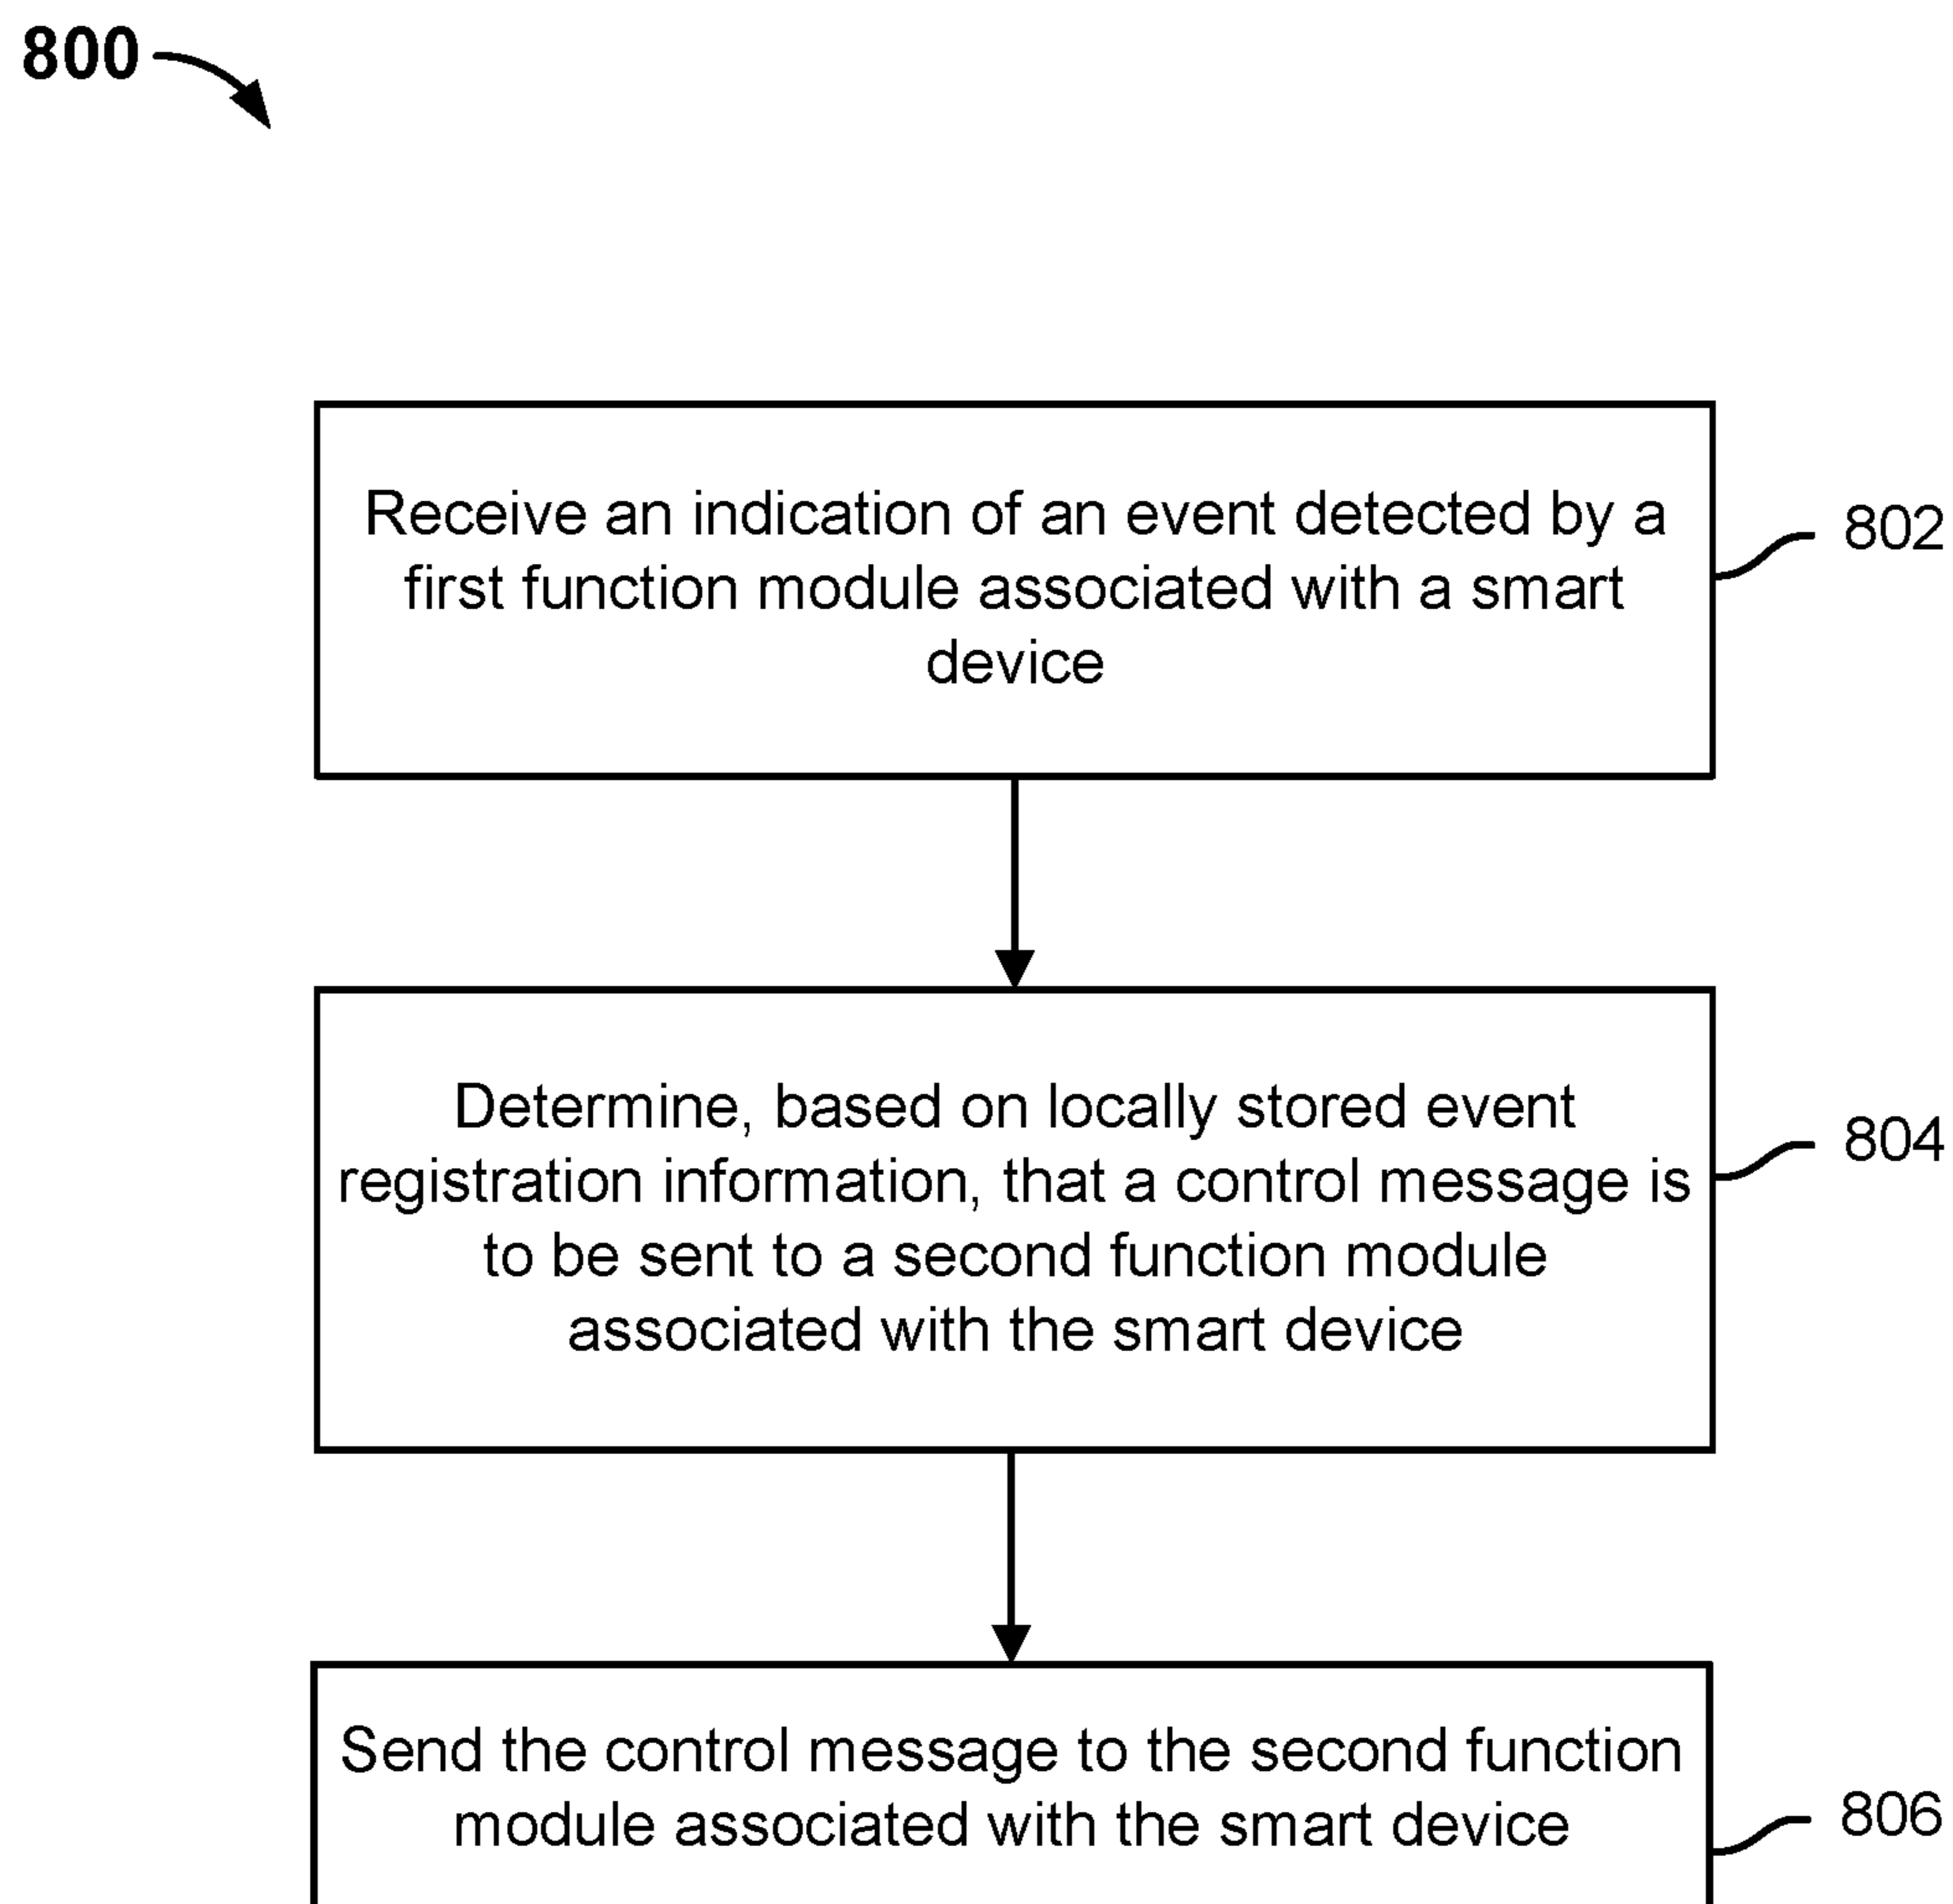 800
Receive an indication of an event detected by a
first function module associated with a smart
device
802
Determine, based on locally stored event
registration information, that a control message is
to be sent to a second function module
associated with the smart device
804
Send the control message to the second function
module associated with the smart device
806